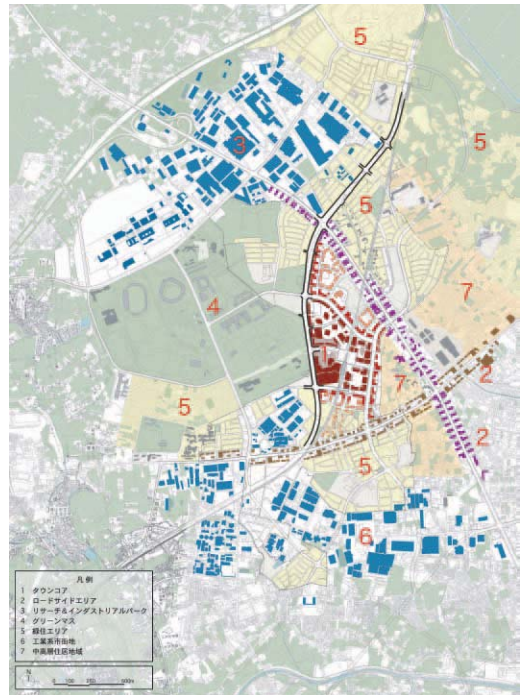 5
5
3
5
7
4
1
2
7
5
2
5
6
凡 例
1 タウンコア
2 ロードサイドエリア
3 リサーチ&インダストリアルパーク
4 グリーンマス
5 緑住エリア
6 工業系市街地
7 中高層住区地域
N
0 100 250 500m